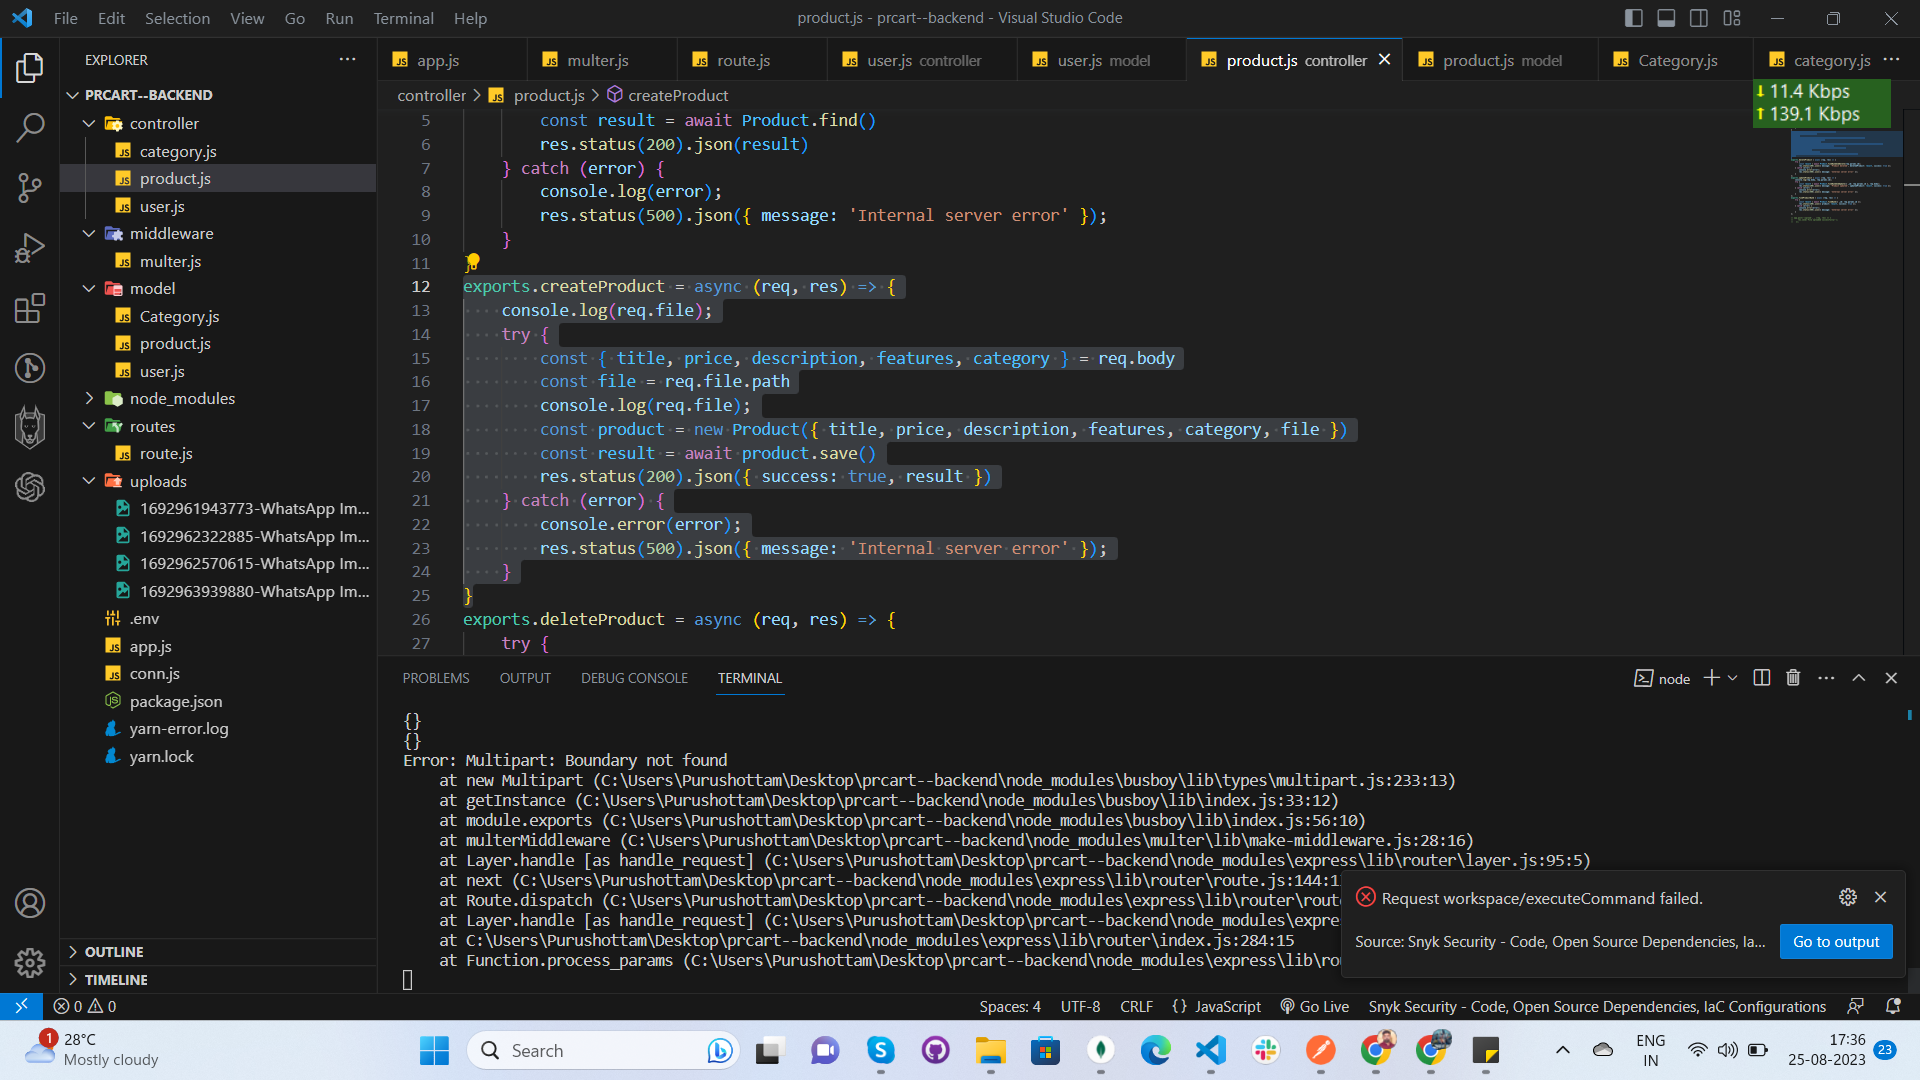 File Edit Selection View Go Run Terminal Help
product.js - prcart--backend - Visual Studio Code
EXPLORER
PRCART--BACKEND
controller
category.js
product.js
user.js
middleware
multer.js
model
Category.js
product.js
user.js
node_modules
routes
route.js
uploads
1692961943773-WhatsApp Im...
1692962322885-WhatsApp Im...
1692962570615-WhatsApp Im...
1692963939880-WhatsApp Im...
.env
app.js
conn.js
package.json
yarn-error.log
yarn.lock
OUTLINE
TIMELINE
app.js multer.js route.js user.js controller user.js model product.js controller product.js model Category.js category.js
controller > product.js > createProduct
↓ 11.4 Kbps
↑ 139.1 Kbps
5 const result = await Product.find()
6 res.status(200).json(result)
7 } catch (error) {
8 console.log(error);
9 res.status(500).json({ message: 'Internal server error' });
10 }
11 }
12 exports.createProduct = async (req, res) => {
13 console.log(req.file);
14 try {
15 const { title, price, description, features, category } = req.body
16 const file = req.file.path
17 console.log(req.file);
18 const product = new Product({ title, price, description, features, category, file })
19 const result = await product.save()
20 res.status(200).json({ success: true, result })
21 } catch (error) {
22 console.error(error);
23 res.status(500).json({ message: 'Internal server error' });
24 }
25 }
26 exports.deleteProduct = async (req, res) => {
27 try {
PROBLEMS OUTPUT DEBUG CONSOLE TERMINAL
node
{}
{}
Error: Multipart: Boundary not found
at new Multipart (C:\Users\Purushottam\Desktop\prcart--backend\node_modules\busboy\lib\types\multipart.js:233:13)
at getInstance (C:\Users\Purushottam\Desktop\prcart--backend\node_modules\busboy\lib\index.js:33:12)
at module.exports (C:\Users\Purushottam\Desktop\prcart--backend\node_modules\busboy\lib\index.js:56:10)
at multerMiddleware (C:\Users\Purushottam\Desktop\prcart--backend\node_modules\multer\lib\make-middleware.js:28:16)
at Layer.handle [as handle_request] (C:\Users\Purushottam\Desktop\prcart--backend\node_modules\express\lib\router\layer.js:95:5)
at next (C:\Users\Purushottam\Desktop\prcart--backend\node_modules\express\lib\router\route.js:144:1
at Route.dispatch (C:\Users\Purushottam\Desktop\prcart--backend\node_modules\express\lib\router\rout
at Layer.handle [as handle_request] (C:\Users\Purushottam\Desktop\prcart--backend\node_modules\expre
at C:\Users\Purushottam\Desktop\prcart--backend\node_modules\express\lib\router\index.js:284:15
at Function.process_params (C:\Users\Purushottam\Desktop\prcart--backend\node_modules\express\lib\rou
Request workspace/executeCommand failed.
Source: Snyk Security - Code, Open Source Dependencies, Ia...
Go to output
0 0
Spaces: 4 UTF-8 CRLF {} JavaScript Go Live Snyk Security - Code, Open Source Dependencies, IaC Configurations
1
28°C
Mostly cloudy
Search
ENG
IN
17:36
25-08-2023
23